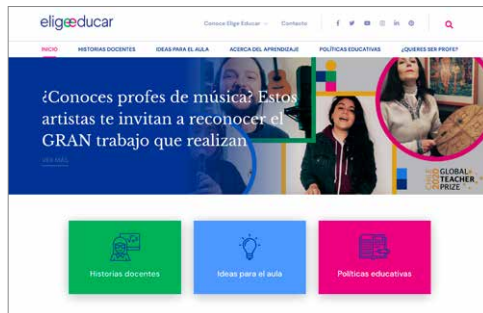 eligeeducar
Conoce Elige Educar
Contacto
INICIO
HISTORIAS DOCENTES
IDEAS PARA EL AULA
ACERCA DEL APRENDIZAJE
POLÍTICAS EDUCATIVAS
¿QUIERES SER PROFE?
¿Conoces profes de música? Estos
artistas te invitan a reconocer el
GRAN trabajo que realizan
VER MÁS
CHILE
2020
GLOBAL
TEACHER
PRIZE
Historias docentes
Ideas para el aula
Políticas educativas